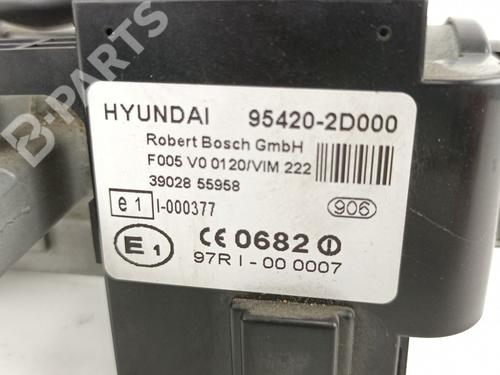 B-PARTS
HYUNDAI 95420-2D000
Robert Bosch GmbH
F005 V0 0120/VIM 222
39028 55958
e1 I-000377 906
E1 CE 0682 !
97R I-00 0007